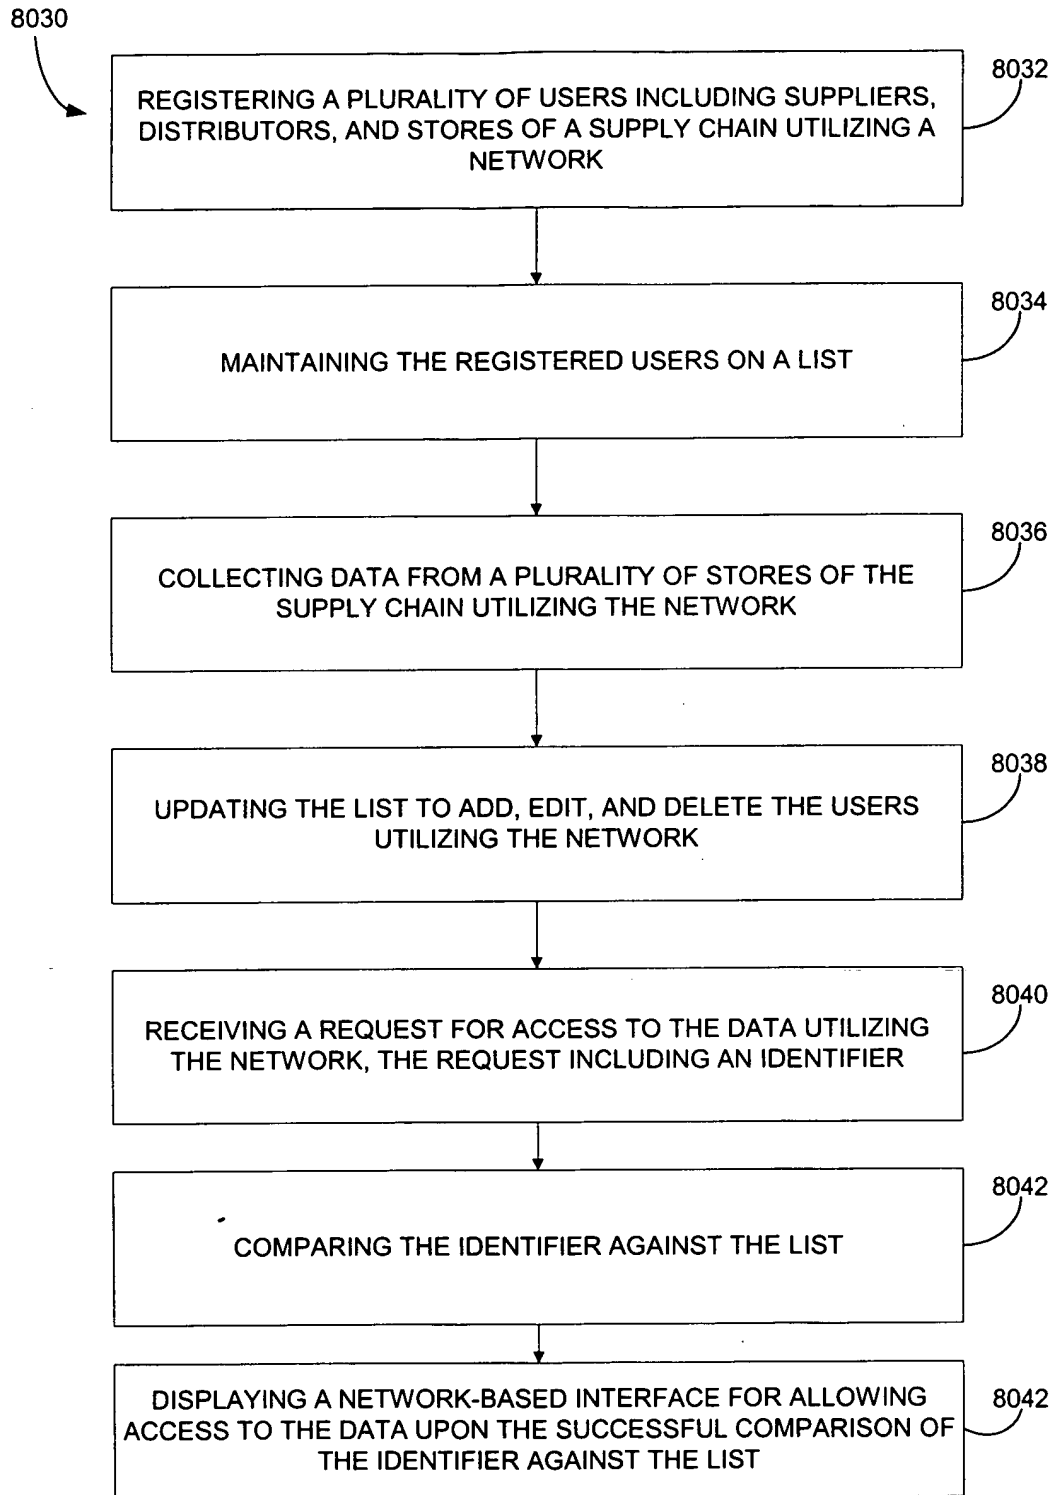 8030
8032
REGISTERING A PLURALITY OF USERS INCLUDING SUPPLIERS,
DISTRIBUTORS, AND STORES OF A SUPPLY CHAIN UTILIZING A
NETWORK
8034
MAINTAINING THE REGISTERED USERS ON A LIST
8036
COLLECTING DATA FROM A PLURALITY OF STORES OF THE
SUPPLY CHAIN UTILIZING THE NETWORK
8038
UPDATING THE LIST TO ADD, EDIT, AND DELETE THE USERS
UTILIZING THE NETWORK
8040
RECEIVING A REQUEST FOR ACCESS TO THE DATA UTILIZING
THE NETWORK, THE REQUEST INCLUDING AN IDENTIFIER
8042
COMPARING THE IDENTIFIER AGAINST THE LIST
8042
DISPLAYING A NETWORK-BASED INTERFACE FOR ALLOWING
ACCESS TO THE DATA UPON THE SUCCESSFUL COMPARISON OF
THE IDENTIFIER AGAINST THE LIST